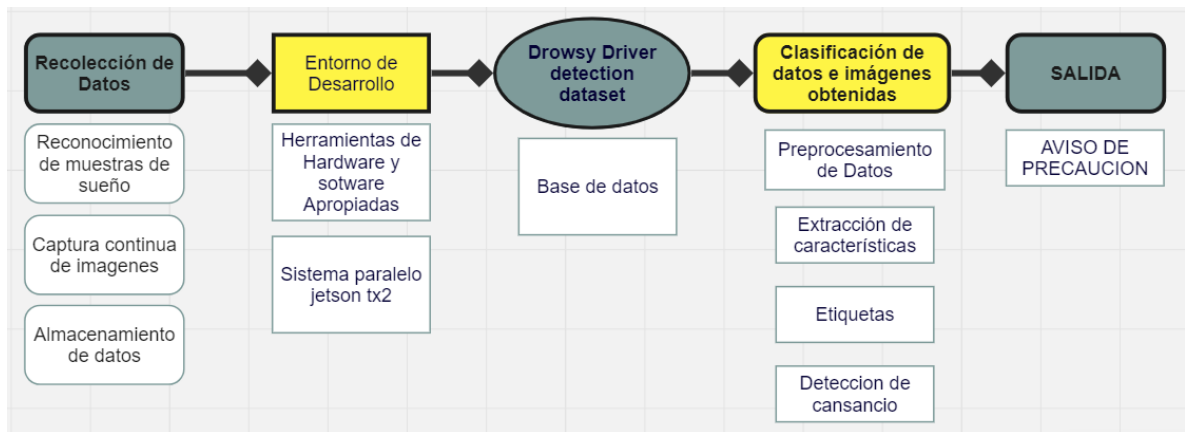 Recolección de
Datos
Reconocimiento
de muestras de
sueño
Captura continua
de imagenes
Almacenamiento
de datos
Entorno de
Desarrollo
Herramientas de
Hardware y
sotware
Apropiadas
Sistema paralelo
jetson tx2
Drowsy Driver
detection
dataset
Base de datos
Clasificación de
datos e imágenes
obtenidas
Preprocesamiento
de Datos
Extracción de
características
Etiquetas
Deteccion de
cansancio
SALIDA
AVISO DE
PRECAUCION